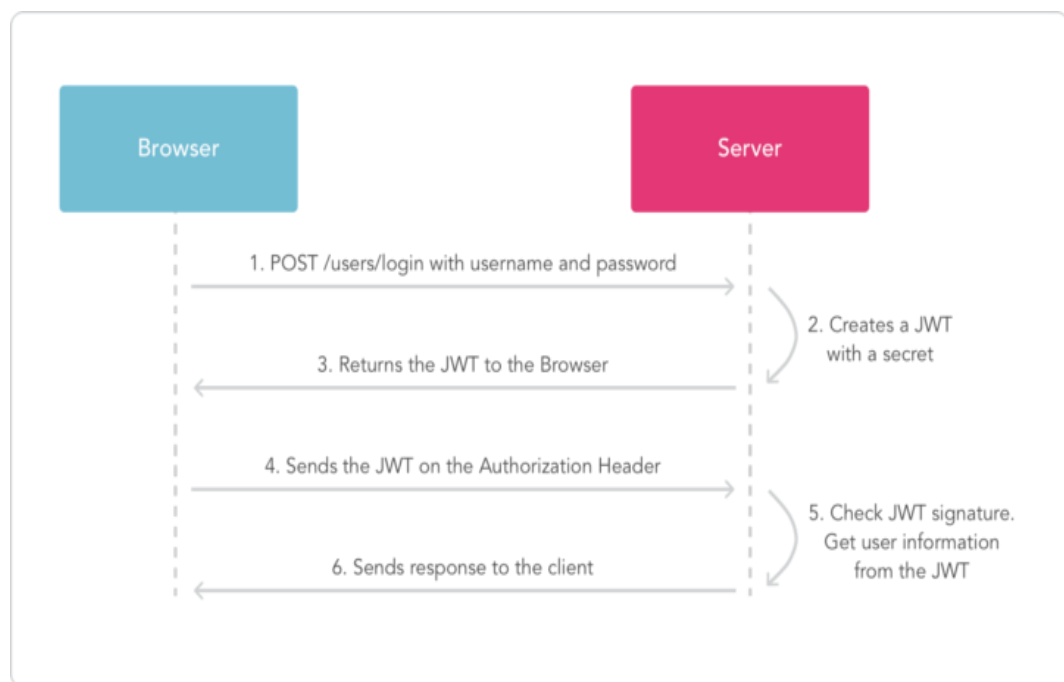 Browser
Server
1. POST /users/login with username and password
2. Creates a JWT
with a secret
3. Returns the JWT to the Browser
4. Sends the JWT on the Authorization Header
5. Check JWT signature.
Get user information
from the JWT
6. Sends response to the client